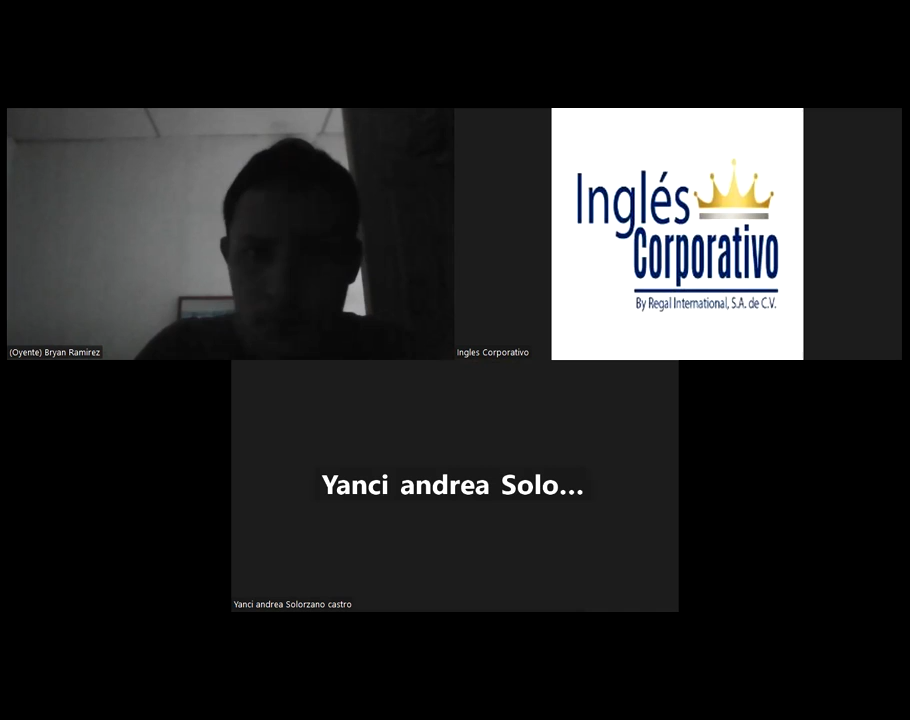 Inglés
Corporativo
By Regal International, S.A. de C.V.
(Oyente) Bryan Ramirez
Ingles Corporativo
Yanci andrea Solo...
Yanci andrea Solorzano castro